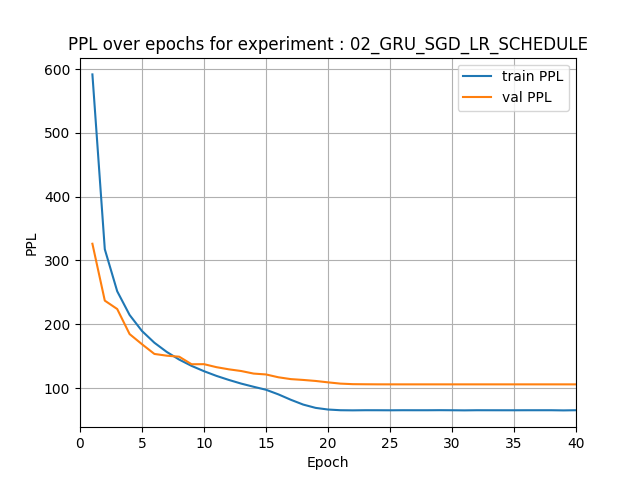 PPL over epochs for experiment : 02_GRU_SGD_LR_SCHEDULE
train PPL
val PPL
600
500
400
300
200
100
PPL
0 5 10 15 20 25 30 35 40
Epoch